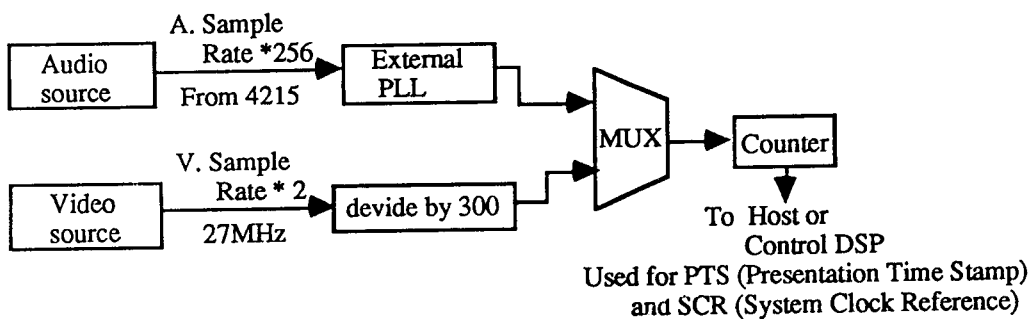 A. Sample
Rate *256
Audio
source
From 4215
External
PLL
MUX
Counter
V. Sample
Rate * 2
Video
source
27MHz
devide by 300
To Host or
Control DSP
Used for PTS (Presentation Time Stamp)
and SCR (System Clock Reference)